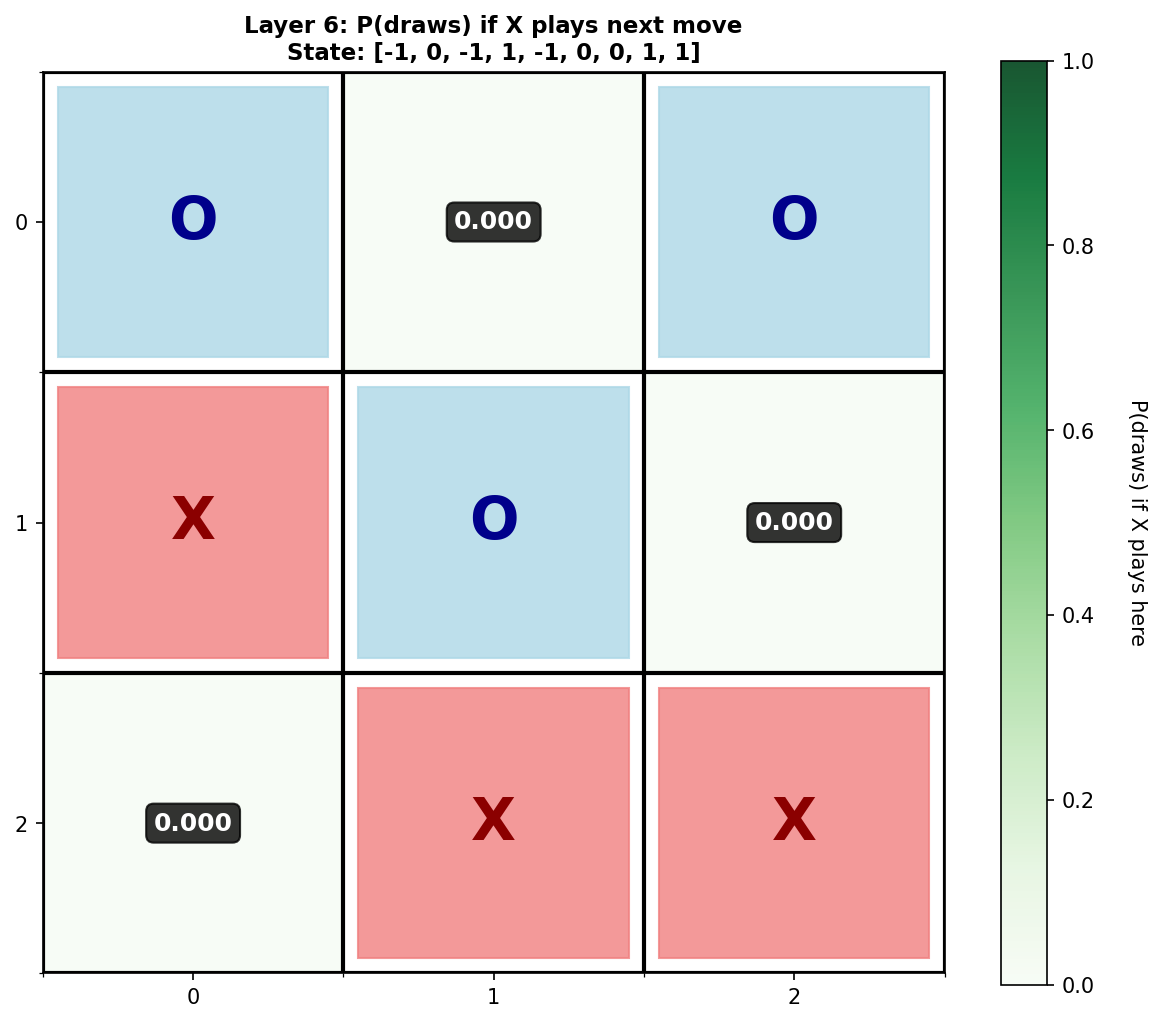 Layer 6: P(draws) if X plays next move
State: [-1, 0, -1, 1, -1, 0, 0, 1, 1]
0
O
0.000
O
1
X
O
0.000
2
0.000
X
X
0
1
2
1.0
0.8
0.6
0.4
0.2
0.0
P(draws) if X plays here